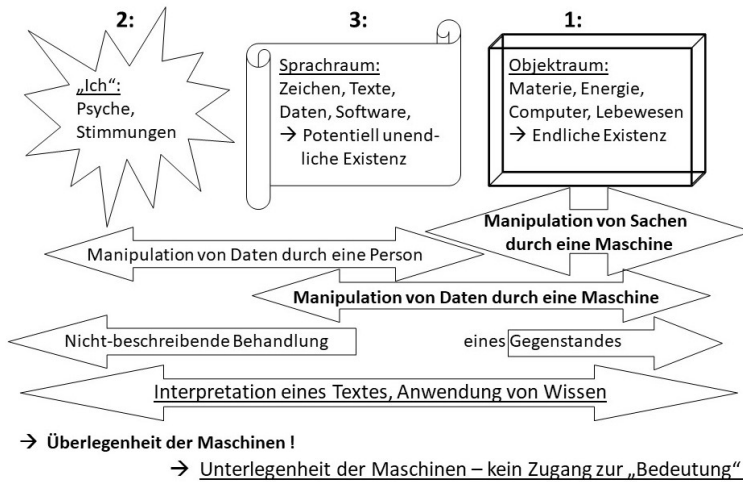 2:
3:
1:
„Ich“:
Psyche,
Stimmungen
Sprachraum:
Zeichen, Texte,
Daten, Software,
→ Potentiell unend-
liche Existenz
Objektraum:
Materie, Energie,
Computer, Lebewesen
→ Endliche Existenz
Manipulation von Sachen
durch eine Maschine
Manipulation von Daten durch eine Person
Manipulation von Daten durch eine Maschine
Nicht-beschreibende Behandlung eines Gegenstandes
Interpretation eines Textes, Anwendung von Wissen
→ Überlegenheit der Maschinen !
→ Unterlegenheit der Maschinen – kein Zugang zur „Bedeutung“